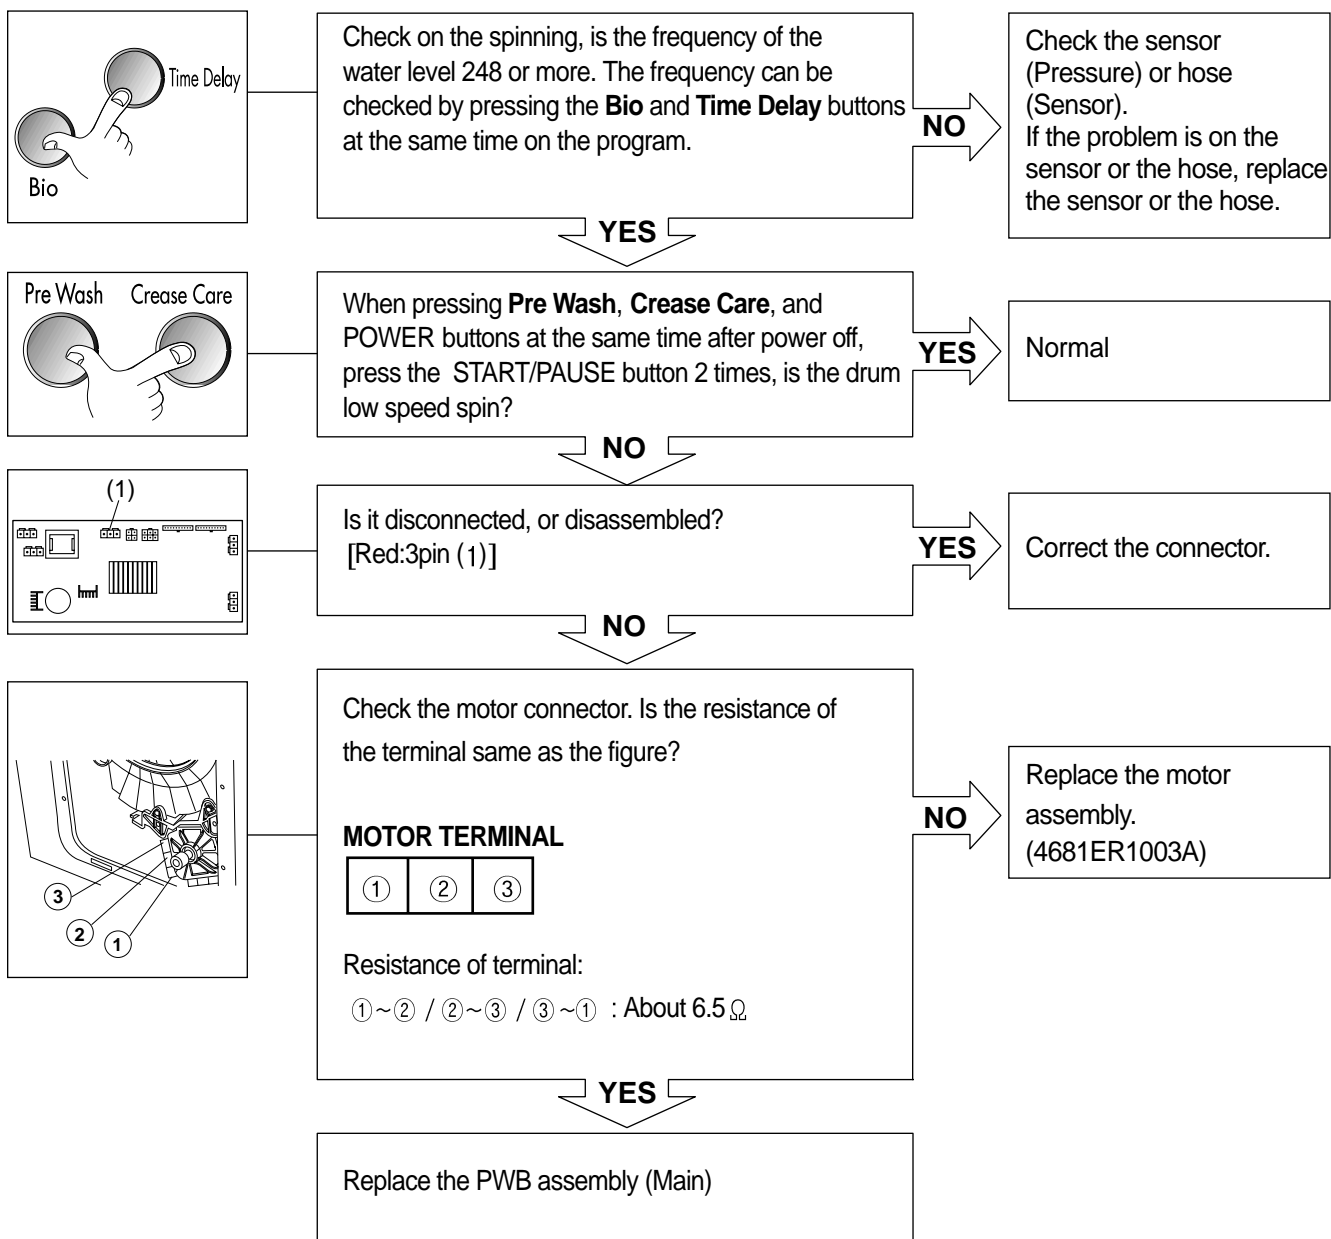 Time Delay
Bio
Check on the spinning, is the frequency of the
water level 248 or more. The frequency can be
checked by pressing the Bio and Time Delay buttons
at the same time on the program.
NO
Check the sensor
(Pressure) or hose
(Sensor).
If the problem is on the
sensor or the hose, replace
the sensor or the hose.
YES
Pre Wash Crease Care
When pressing Pre Wash, Crease Care, and
POWER buttons at the same time after power off,
press the START/PAUSE button 2 times, is the drum
low speed spin?
YES
Normal
NO
(1)
Is it disconnected, or disassembled?
[Red:3pin (1)]
YES
Correct the connector.
NO
3
2
1
Check the motor connector. Is the resistance of
the terminal same as the figure?
MOTOR TERMINAL
① ② ③
Resistance of terminal:
①~② / ②~③ / ③~① : About 6.5 Ω
NO
Replace the motor
assembly.
(4681ER1003A)
YES
Replace the PWB assembly (Main)